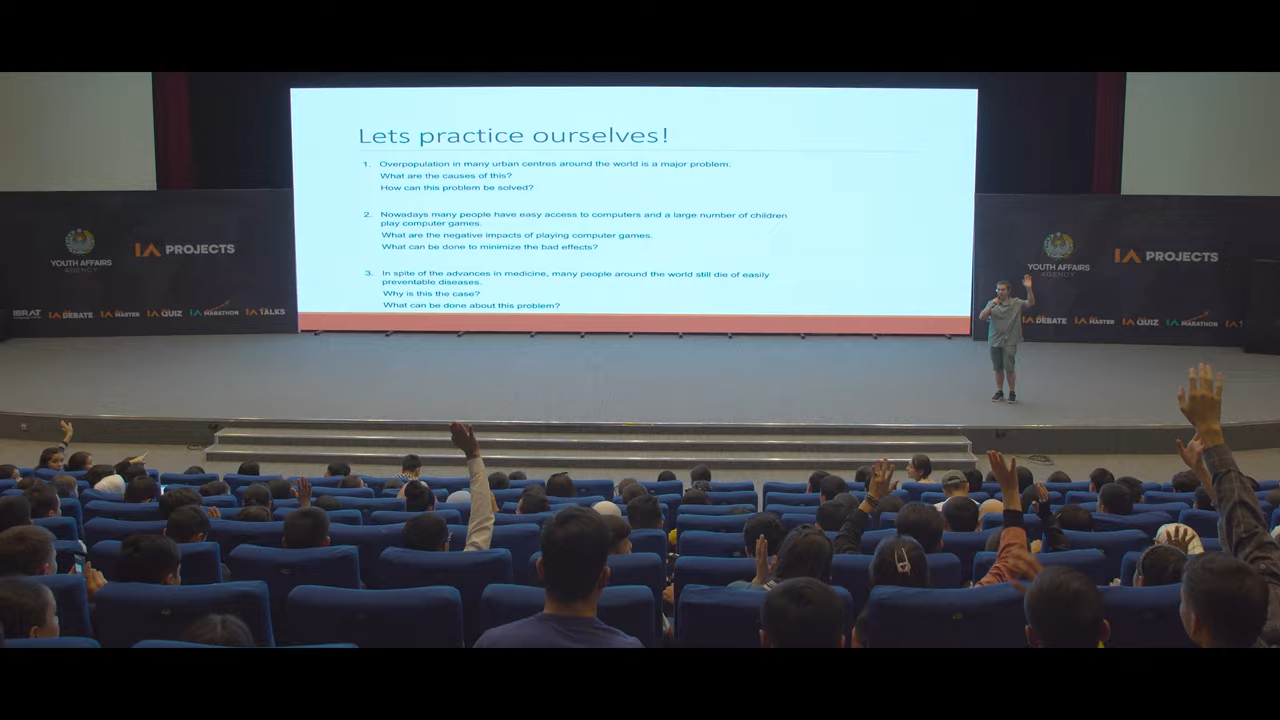 Lets practice ourselves!
1. Overpopulation in many urban centres around the world is a major problem.
What are the causes of this?
How can this problem be solved?
2. Nowadays many people have easy access to computers and a large number of children
play computer games.
What are the negative impacts of playing computer games.
What can be done to minimize the bad effects?
3. In spite of the advances in medicine, many people around the world still die of easily
preventable diseases.
Why is this the case?
What can be done about this problem?
YOUTH AFFAIRS
AGENCY
IA PROJECTS
IBRAT
IA DEBATE
IA MASTER
IA QUIZ
IA MARATHON
IA TALKS
YOUTH AFFAIRS
AGENCY
IA PROJECTS
IA DEBATE
IA MASTER
IA QUIZ
IA MARATHON